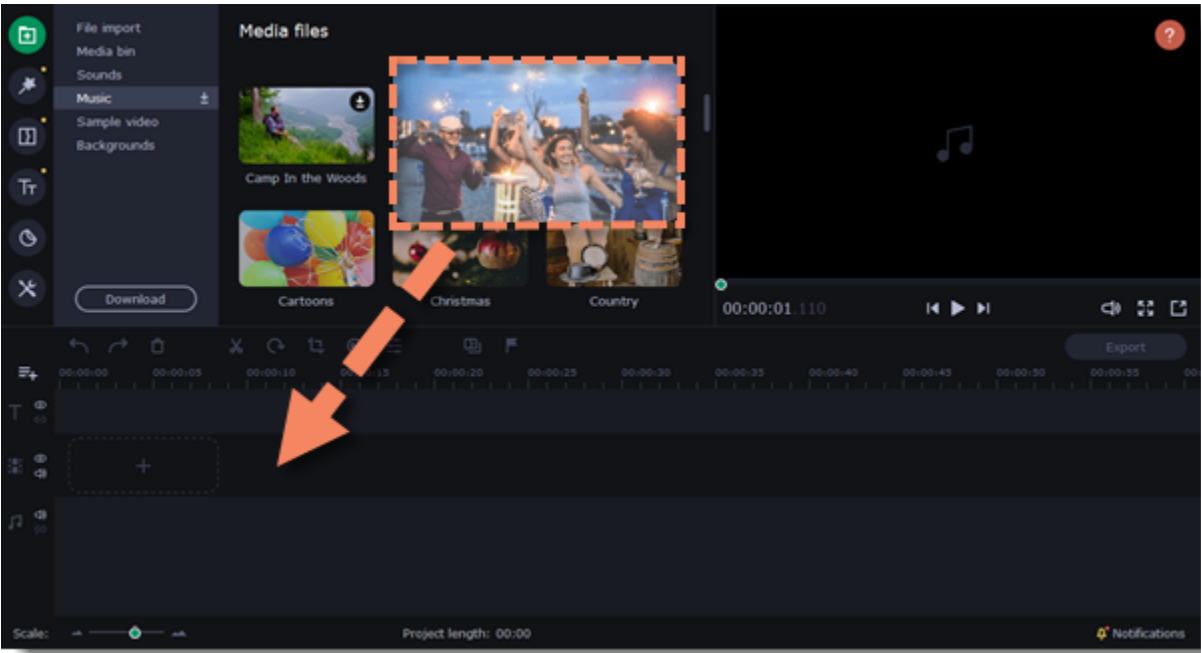 File import
Media bin
Sounds
Music
Sample video
Backgrounds
Download
Media files
Camp In the Woods
Cartoons
Christmas
Country
?
00:00:01.110
Export
00:00:00 00:00:05 00:00:10 00:00:15 00:00:20 00:00:25 00:00:30 00:00:35 00:00:40 00:00:45 00:00:50 00:00:55
Scale:
Project length: 00:00
Notifications